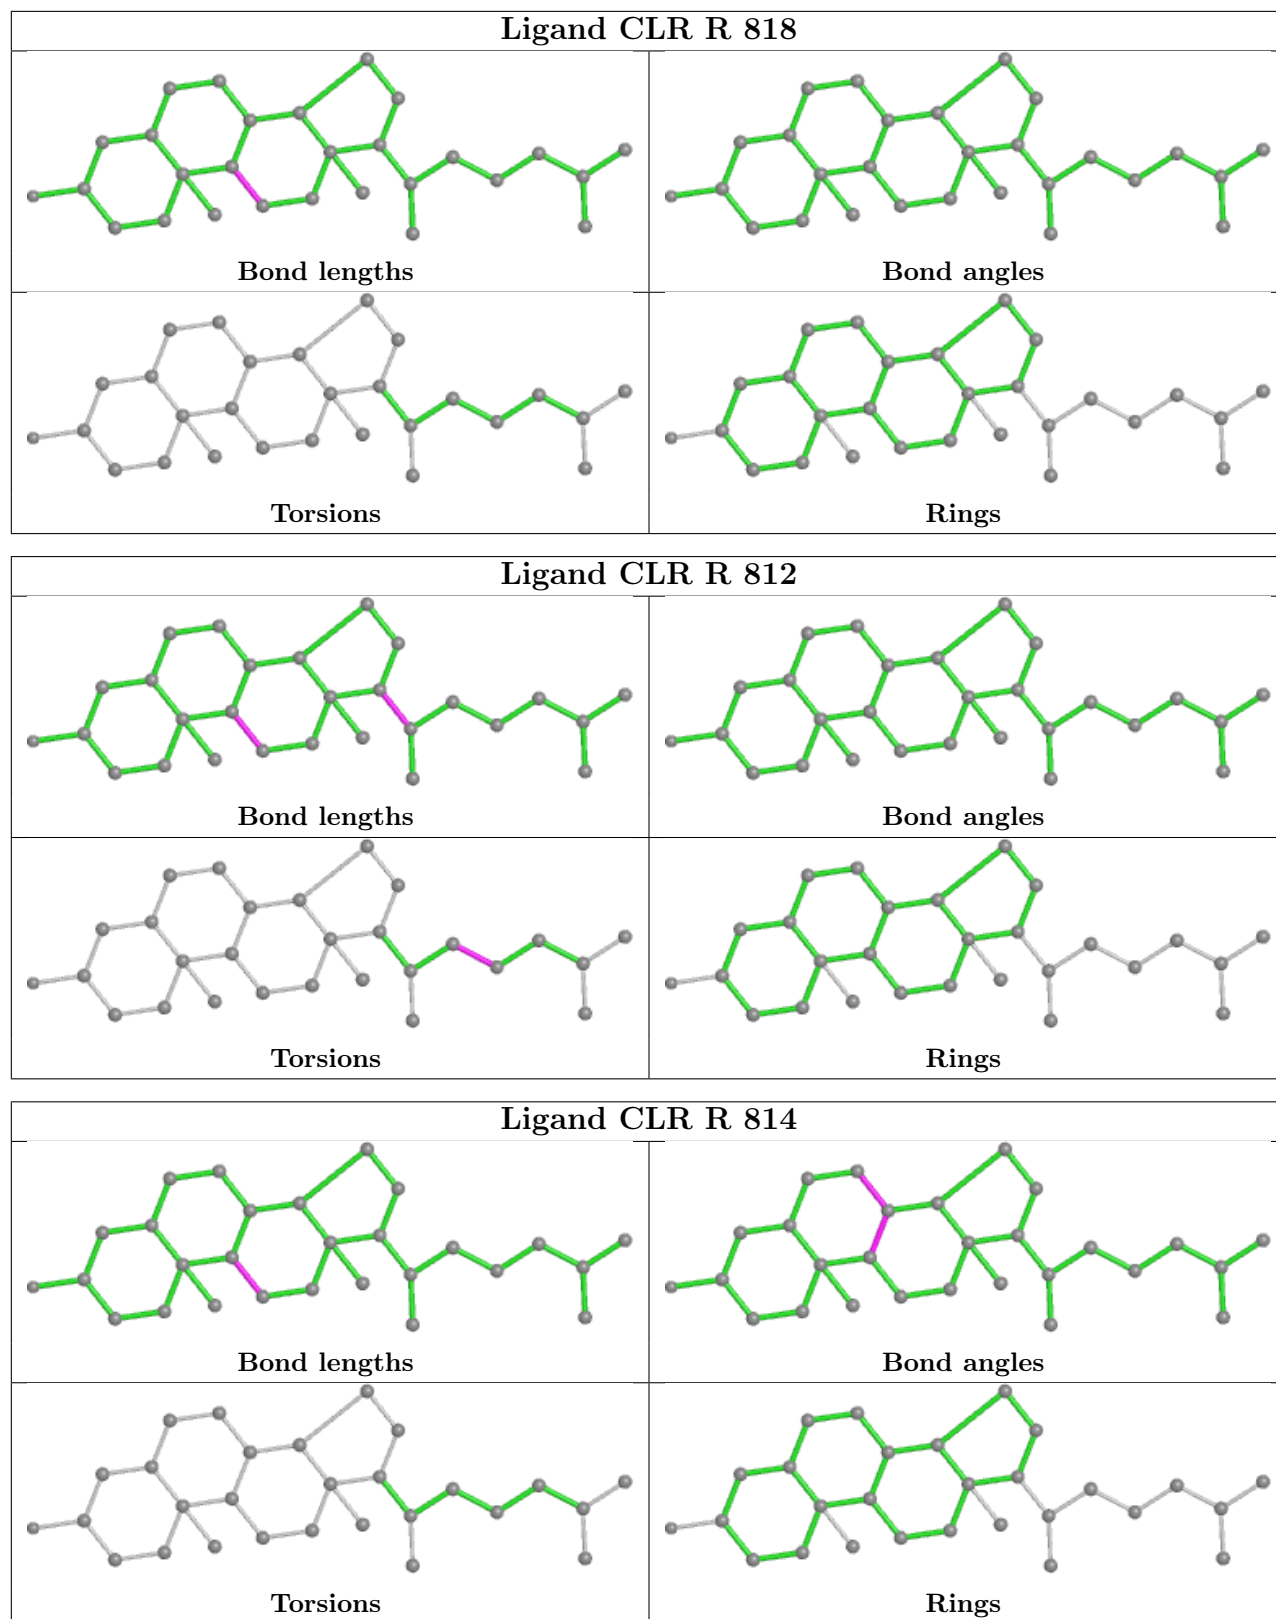 Ligand CLR R 818
Bond lengths
Bond angles
Torsions
Rings
Ligand CLR R 812
Bond lengths
Bond angles
Torsions
Rings
Ligand CLR R 814
Bond lengths
Bond angles
Torsions
Rings